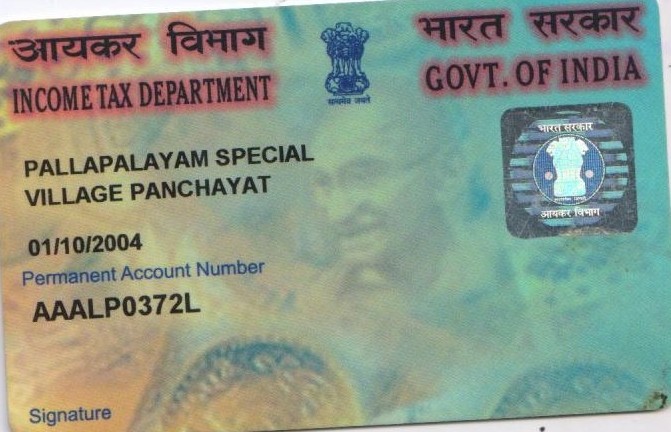 आयकर विभाग
INCOME TAX DEPARTMENT
सत्यमेव जयते
भारत सरकार
GOVT. OF INDIA
भारत सरकार
आयकर विभाग
PALLAPALAYAM SPECIAL
VILLAGE PANCHAYAT
01/10/2004
Permanent Account Number
AAALP0372L
Signature